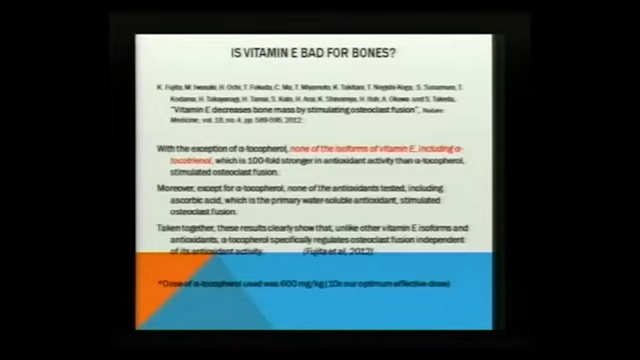 IS VITAMIN E BAD FOR BONES?
K. Fujita, M. Iwasaki, H. Ochi, T. Fukuda, C. Ma, T. Miyamoto, K. Takitani, T. Negishi-Koga, S. Sunamura, T.
Kodama, H. Takayanagi, H. Tamai, S. Kato, H. Arai, K. Shinomiya, H. Itoh, A. Okawa and S. Takeda,
"Vitamin E decreases bone mass by stimulating osteoclast fusion", Nature
Medicine, vol. 18, no. 4, pp. 589-595, 2012.
With the exception of α-tocopherol, none of the isoforms of vitamin E, including α-
tocotrienol, which is 100-fold stronger in antioxidant activity than α-tocopherol,
stimulated osteoclast fusion.
Moreover, except for α-tocopherol, none of the antioxidants tested, including
ascorbic acid, which is the primary water-soluble antioxidant, stimulated
osteoclast fusion.
Taken together, these results clearly show that, unlike other vitamin E isoforms and
antioxidants, α-tocopherol specifically regulates osteoclast fusion independent
of its antioxidant activity. (Fujita et al, 2012)
*Dose of α-tocopherol used was 600 mg/kg (10x our optimum effective dose)